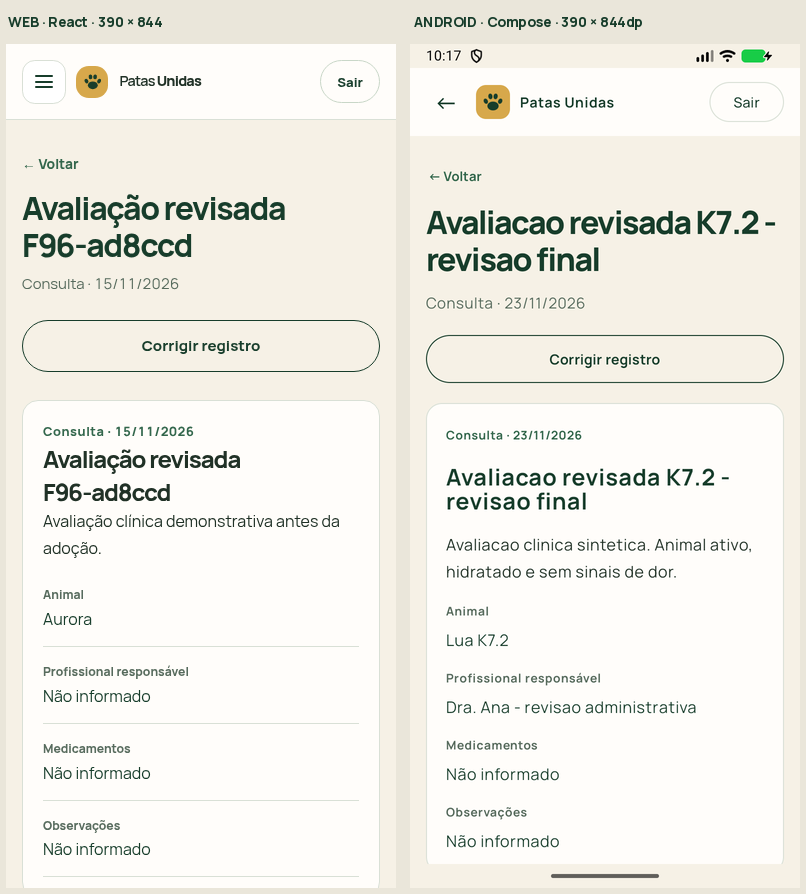 WEB · React · 390 × 844
Patas Unidas
Sair
← Voltar
Avaliação revisada
F96-ad8ccd
Consulta · 15/11/2026
Corrigir registro
Consulta · 15/11/2026
Avaliação revisada
F96-ad8ccd
Avaliação clínica demonstrativa antes da
adoção.
Animal
Aurora
Profissional responsável
Não informado
Medicamentos
Não informado
Observações
Não informado
ANDROID · Compose · 390 × 844dp
10:17
← Patas Unidas
Sair
← Voltar
Avaliacao revisada K7.2 -
revisao final
Consulta · 23/11/2026
Corrigir registro
Consulta · 23/11/2026
Avaliacao revisada K7.2 -
revisao final
Avaliacao clinica sintetica. Animal ativo,
hidratado e sem sinais de dor.
Animal
Lua K7.2
Profissional responsável
Dra. Ana - revisao administrativa
Medicamentos
Não informado
Observações
Não informado